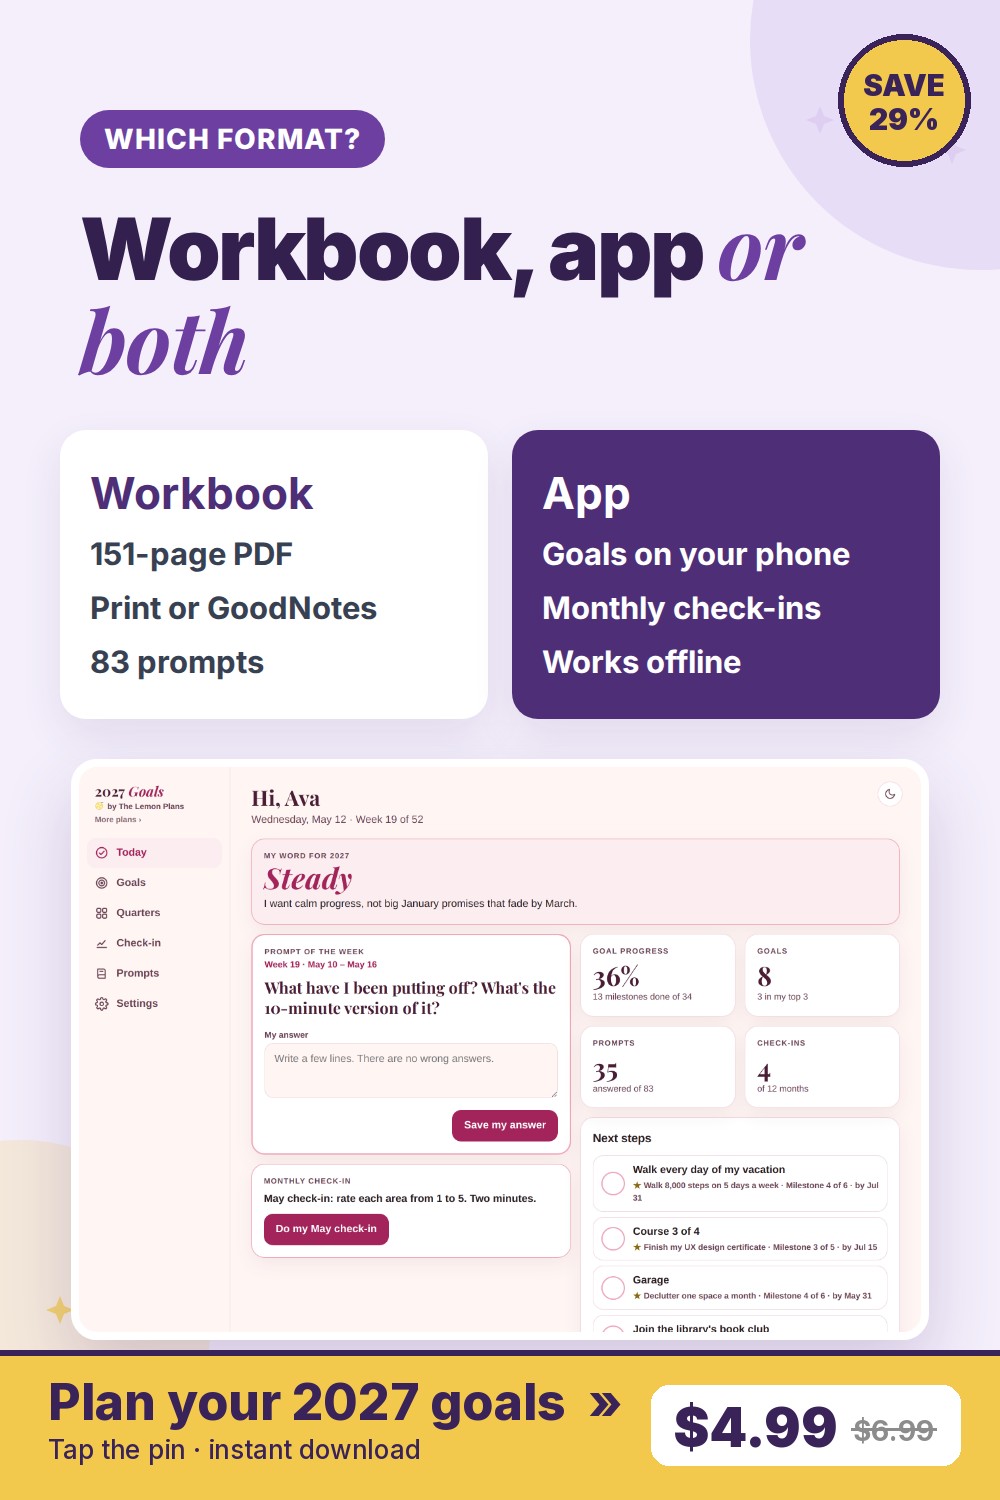 SAVE
29%
WHICH FORMAT?
Workbook, app or
both
Workbook
151-page PDF
Print or GoodNotes
83 prompts
App
Goals on your phone
Monthly check-ins
Works offline
2027 Goals
by The Lemon Plans
More plans ›
Today
Goals
Quarters
Check-in
Prompts
Settings
Hi, Ava
Wednesday, May 12 · Week 19 of 52
MY WORD FOR 2027
Steady
I want calm progress, not big January promises that fade by March.
PROMPT OF THE WEEK
Week 19 · May 10 – May 16
What have I been putting off? What's the
10-minute version of it?
My answer
Write a few lines. There are no wrong answers.
Save my answer
MONTHLY CHECK-IN
May check-in: rate each area from 1 to 5. Two minutes.
Do my May check-in
GOAL PROGRESS
36%
13 milestones done of 34
GOALS
8
3 in my top 3
PROMPTS
35
answered of 83
CHECK-INS
4
of 12 months
Next steps
Walk every day of my vacation
★ Walk 8,000 steps on 5 days a week · Milestone 4 of 6 · by Jul
31
Course 3 of 4
★ Finish my UX design certificate · Milestone 3 of 5 · by Jul 15
Garage
★ Declutter one space a month · Milestone 4 of 6 · by May 31
Join the library's book club
Plan your 2027 goals »
Tap the pin · instant download
$4.99 $6.99